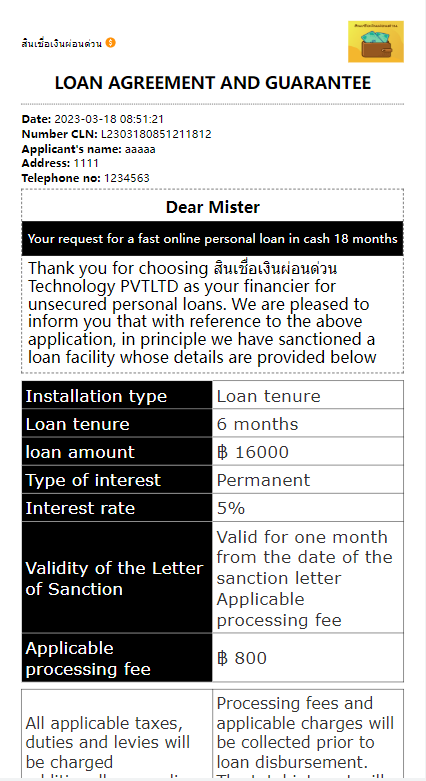 สินเชื่อเงินผ่อนด่วน
LOAN AGREEMENT AND GUARANTEE
Date: 2023-03-18 08:51:21
Number CLN: L2303180851211812
Applicant's name: aaaaa
Address: 1111
Telephone no: 1234563
Dear Mister
Your request for a fast online personal loan in cash 18 months
Thank you for choosing สินเชื่อเงินผ่อนด่วน
Technology PVTLTD as your financier for
unsecured personal loans. We are pleased to
inform you that with reference to the above
application, in principle we have sanctioned a
loan facility whose details are provided below
Installation type
Loan tenure
Loan tenure
6 months
loan amount
฿ 16000
Type of interest
Permanent
Interest rate
5%
Validity of the Letter
of Sanction
Valid for one month
from the date of the
sanction letter
Applicable
processing fee
Applicable
processing fee
฿ 800
All applicable taxes,
duties and levies will
be charged
Processing fees and
applicable charges will
be collected prior to
loan disbursement.